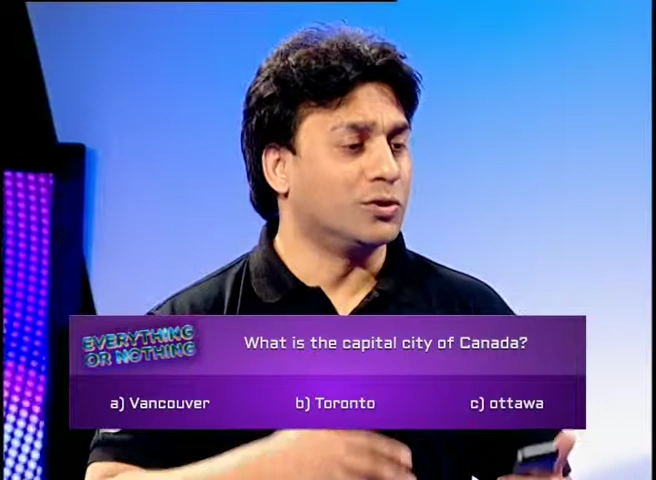 EVERYTHING
OR NOTHING
What is the capital city of Canada?
a) Vancouver
b) Toronto
c) ottawa